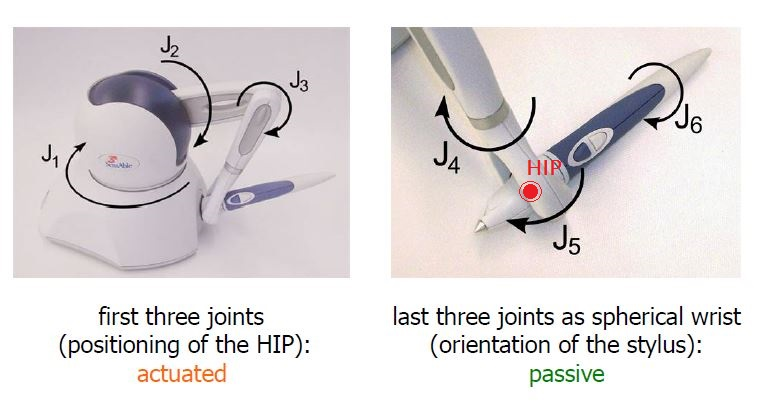 J1
J2
J3
SensAble
J4
HIP
J5
J6
first three joints
(positioning of the HIP):
actuated
last three joints as spherical wrist
(orientation of the stylus):
passive